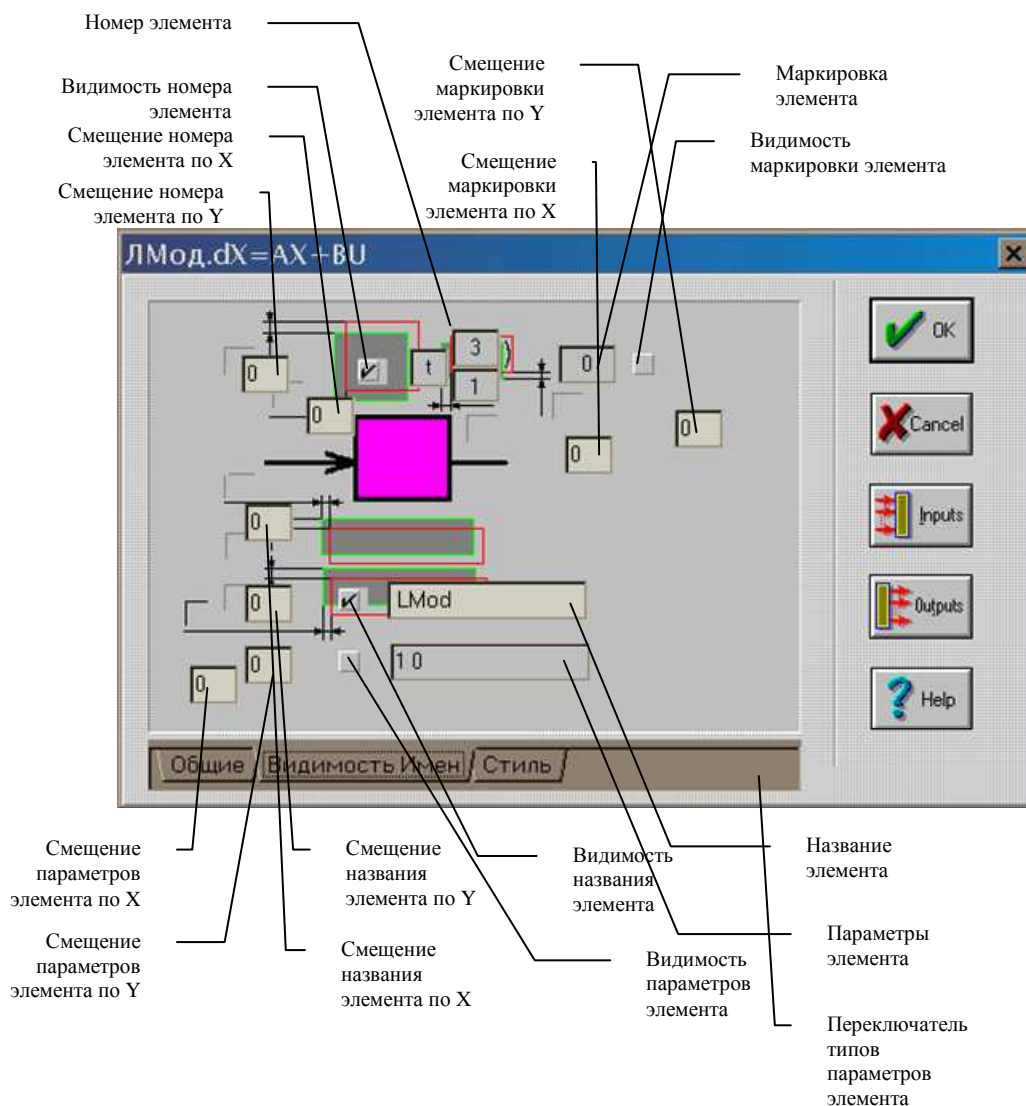 Номер элемента
Видимость номера
элемента
Смещение номера
элемента по X
Смещение номера
элемента по Y
Смещение
маркировки
элемента по Y
Смещение
маркировки
элемента по X
Маркировка
элемента
Видимость
маркировки элемента
ЛМод.dX=AX+BU
0
0
t
3
)
1
0
0
0
0
0
LMod
0
0
1 0
OK
Cancel
Inputs
Outputs
Help
Общие
Видимость Имен
Стиль
Смещение
параметров
элемента по X
Смещение
параметров
элемента по Y
Смещение
названия
элемента по Y
Смещение
названия
элемента по X
Видимость
названия
элемента
Видимость
параметров
элемента
Название
элемента
Параметры
элемента
Переключатель
типов
параметров
элемента